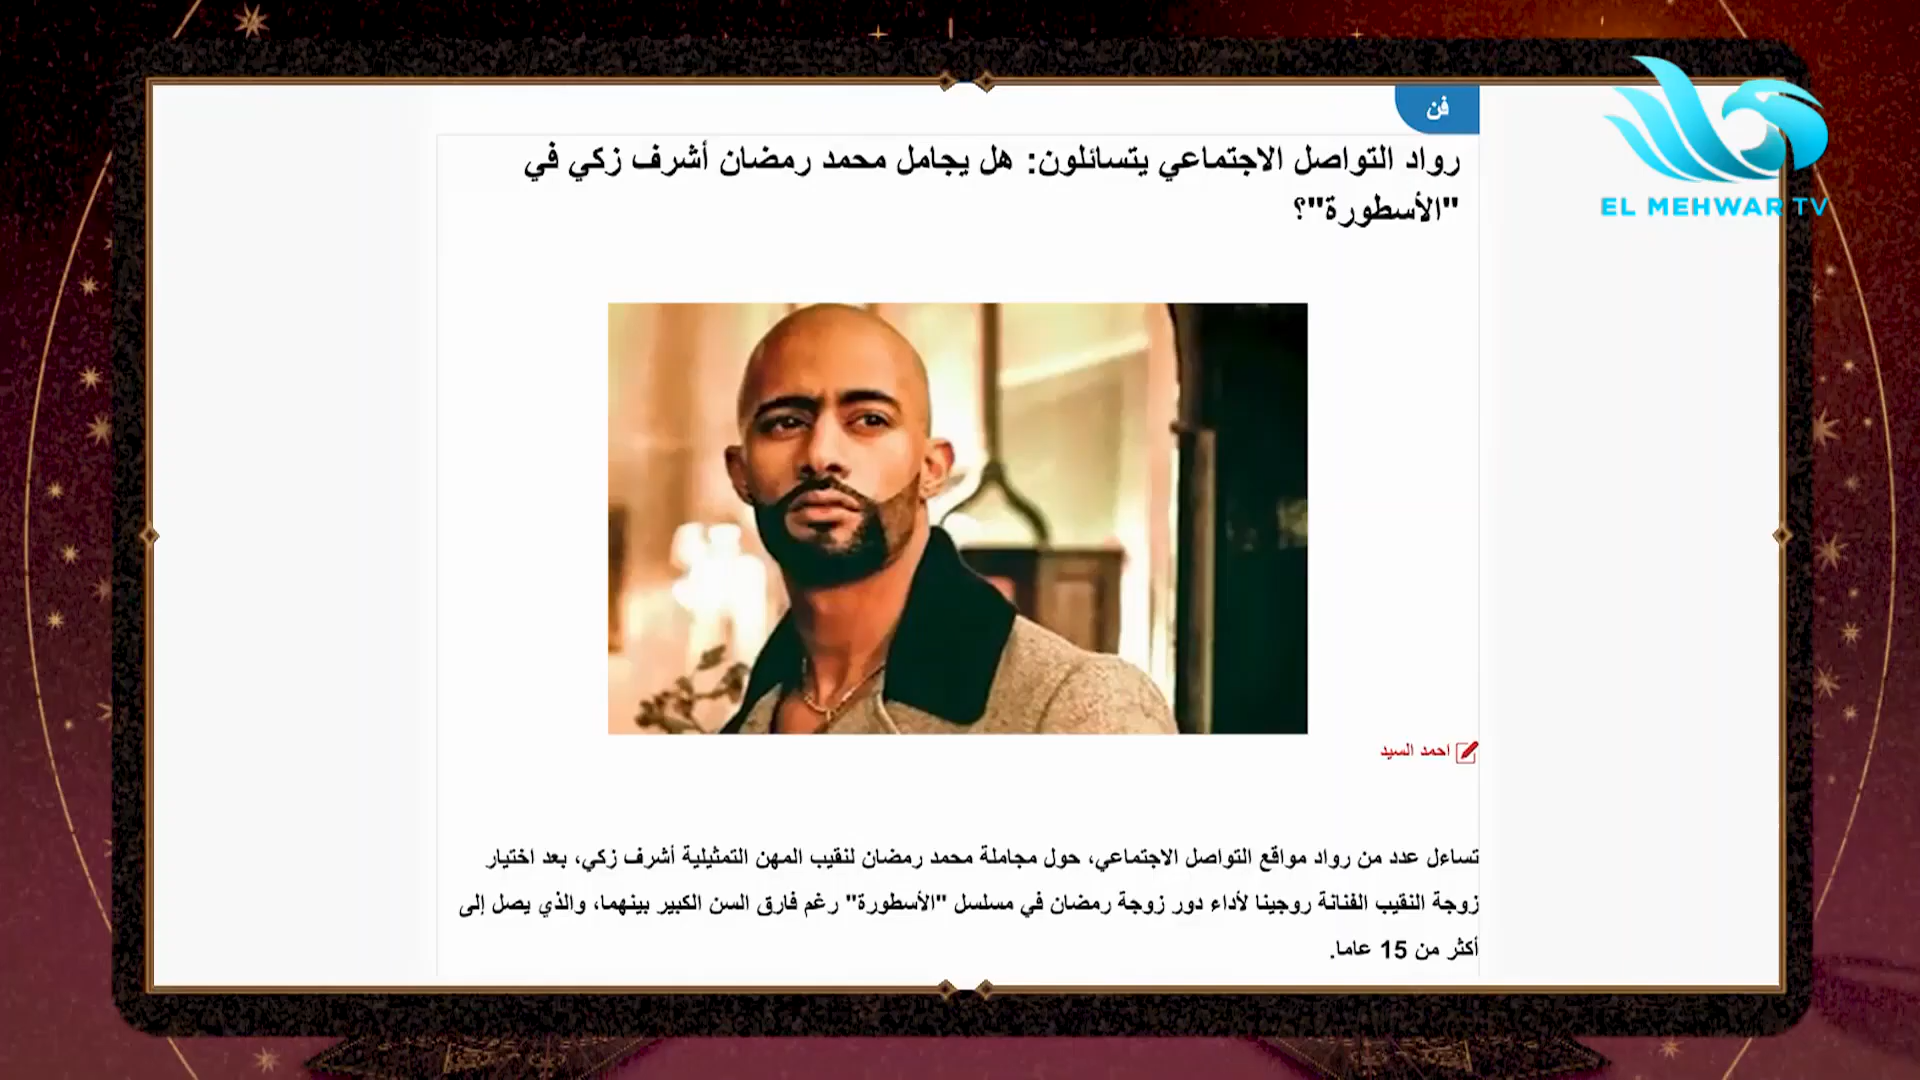 فن
EL MEHWAR TV
رواد التواصل الاجتماعي يتسائلون: هل يجامل محمد رمضان أشرف زكي في
"الأسطورة"؟
احمد السيد
تساءل عدد من رواد مواقع التواصل الاجتماعي، حول مجاملة محمد رمضان لنقيب المهن التمثيلية أشرف زكي، بعد اختيار
زوجة النقيب الفنانة روجينا لأداء دور زوجة رمضان في مسلسل "الأسطورة" رغم فارق السن الكبير بينهما، والذي يصل إلى
أكثر من 15 عاما.